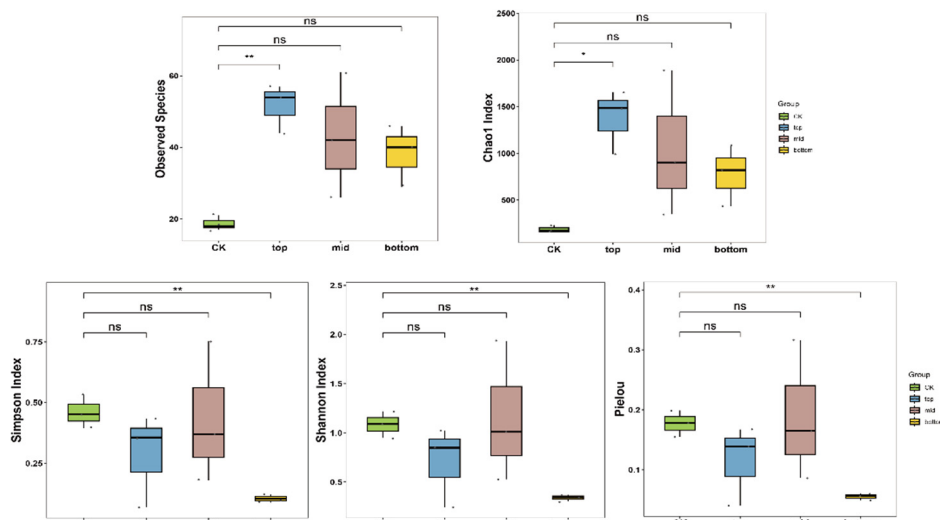 ns
ns
**
Observed Species
60
40
20
CK
top
mid
bottom
ns
ns
*
Chao1 Index
2500
2000
1500
1000
500
0
CK
top
mid
bottom
Group
CK
top
mid
bottom
**
ns
ns
Simpson Index
0.75
0.50
0.25
**
ns
ns
Shannon Index
2.5
2.0
1.5
1.0
0.5
**
ns
ns
Pielou
0.4
0.3
0.2
0.1
Group
CK
top
mid
bottom